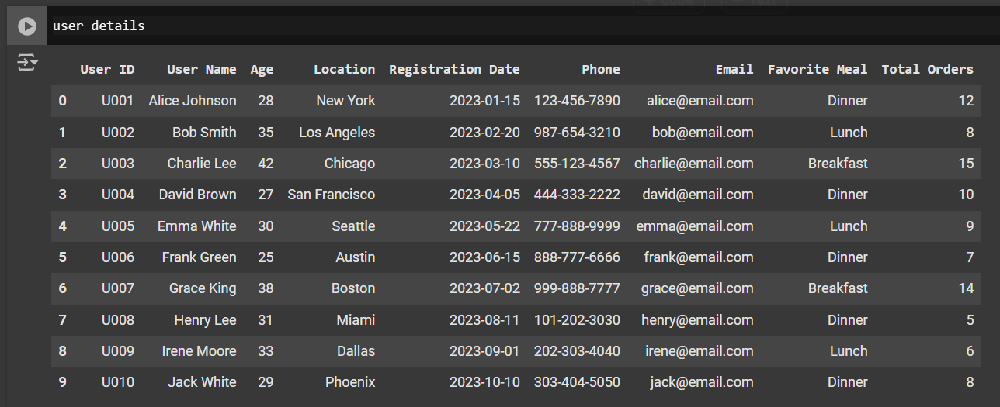 Code Text
user_details
User ID User Name Age Location Registration Date Phone Email Favorite Meal Total Orders
0 U001 Alice Johnson 28 New York 2023-01-15 123-456-7890 alice@email.com Dinner 12
1 U002 Bob Smith 35 Los Angeles 2023-02-20 987-654-3210 bob@email.com Lunch 8
2 U003 Charlie Lee 42 Chicago 2023-03-10 555-123-4567 charlie@email.com Breakfast 15
3 U004 David Brown 27 San Francisco 2023-04-05 444-333-2222 david@email.com Dinner 10
4 U005 Emma White 30 Seattle 2023-05-22 777-888-9999 emma@email.com Lunch 9
5 U006 Frank Green 25 Austin 2023-06-15 888-777-6666 frank@email.com Dinner 7
6 U007 Grace King 38 Boston 2023-07-02 999-888-7777 grace@email.com Breakfast 14
7 U008 Henry Lee 31 Miami 2023-08-11 101-202-3030 henry@email.com Dinner 5
8 U009 Irene Moore 33 Dallas 2023-09-01 202-303-4040 irene@email.com Lunch 6
9 U010 Jack White 29 Phoenix 2023-10-10 303-404-5050 jack@email.com Dinner 8